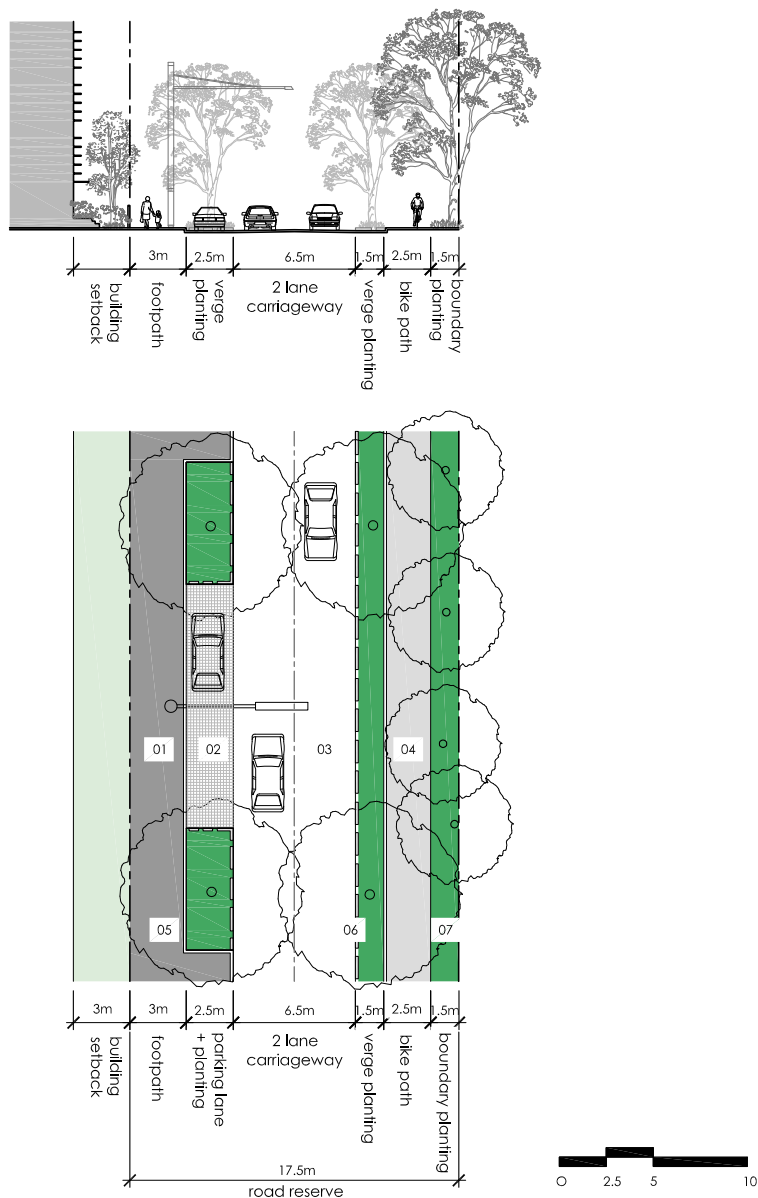 3m 2.5m 6.5m 1.5m 2.5m 1.5m
building
setback
footpath
verge
planting
2 lane
carriageway
verge planting
bike path
boundary
planting
01 02 03 04
05 06 07
3m 3m 2.5m 6.5m 1.5m 2.5m 1.5m
building
setback
footpath
parking lane
+ planting
2 lane
carriageway
verge planting
bike path
boundary planting
17.5m
road reserve
0 2.5 5 10